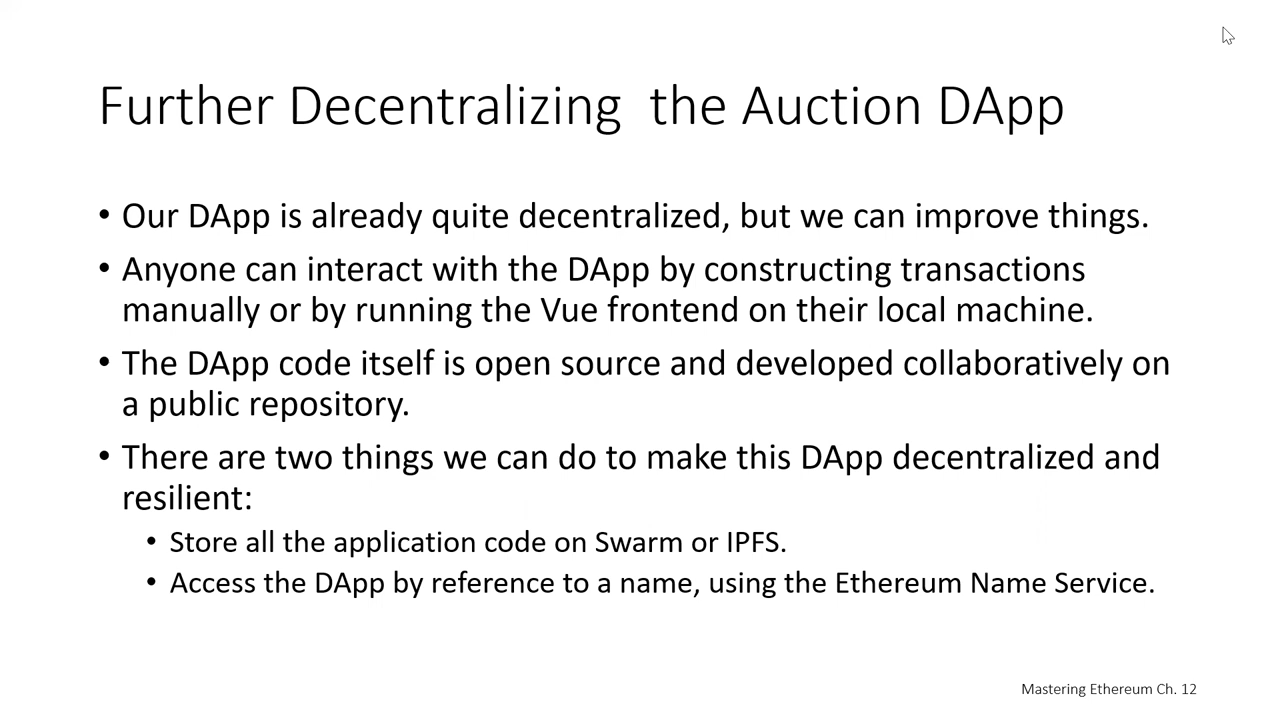 Further Decentralizing  the Auction DApp
• Our DApp is already quite decentralized, but we can improve things.
• Anyone can interact with the DApp by constructing transactions
manually or by running the Vue frontend on their local machine.
• The DApp code itself is open source and developed collaboratively on
a public repository.
• There are two things we can do to make this DApp decentralized and
resilient:
• Store all the application code on Swarm or IPFS.
• Access the DApp by reference to a name, using the Ethereum Name Service.
Mastering Ethereum Ch. 12